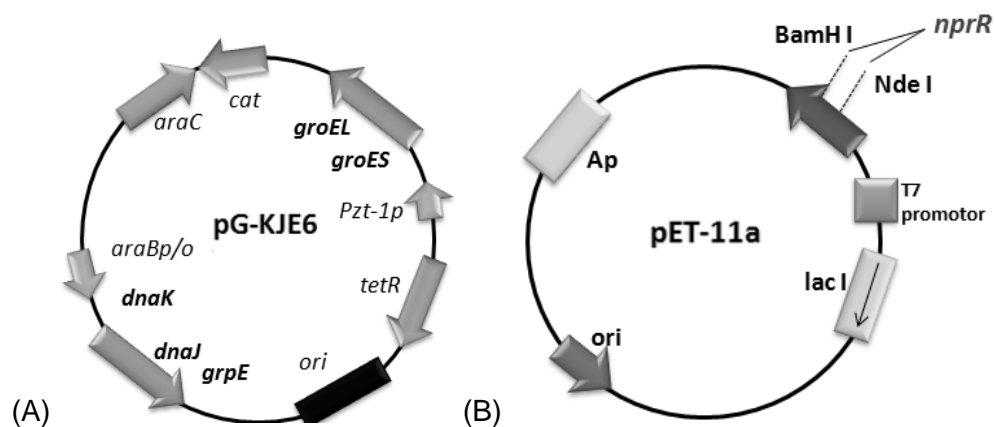 cat
araC
groEL
groES
pG-KJE6
Pzt-1p
araBp/o
dnaK
tetR
dnaJ
grpE
ori
(A)
BamH I
nprR
Nde I
Ap
T7
promotor
pET-11a
lac I
ori
(B)